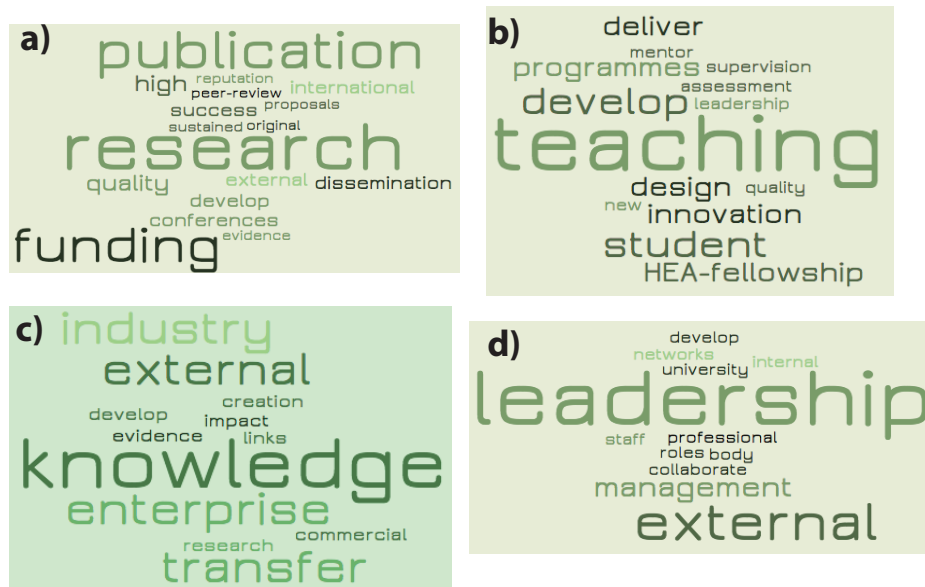 a)
publication
high reputation
peer-review international
success proposals
sustained original
research
quality external dissemination
develop
conferences
evidence
funding
b)
deliver
mentor
programmes supervision
assessment
develop leadership
teaching
design quality
new innovation
student
HEA-fellowship
c)
industry
external
creation
develop impact
evidence links
knowledge
enterprise
commercial
research
transfer
d)
develop
networks internal
university
leadership
staff professional
roles body
collaborate
management
external